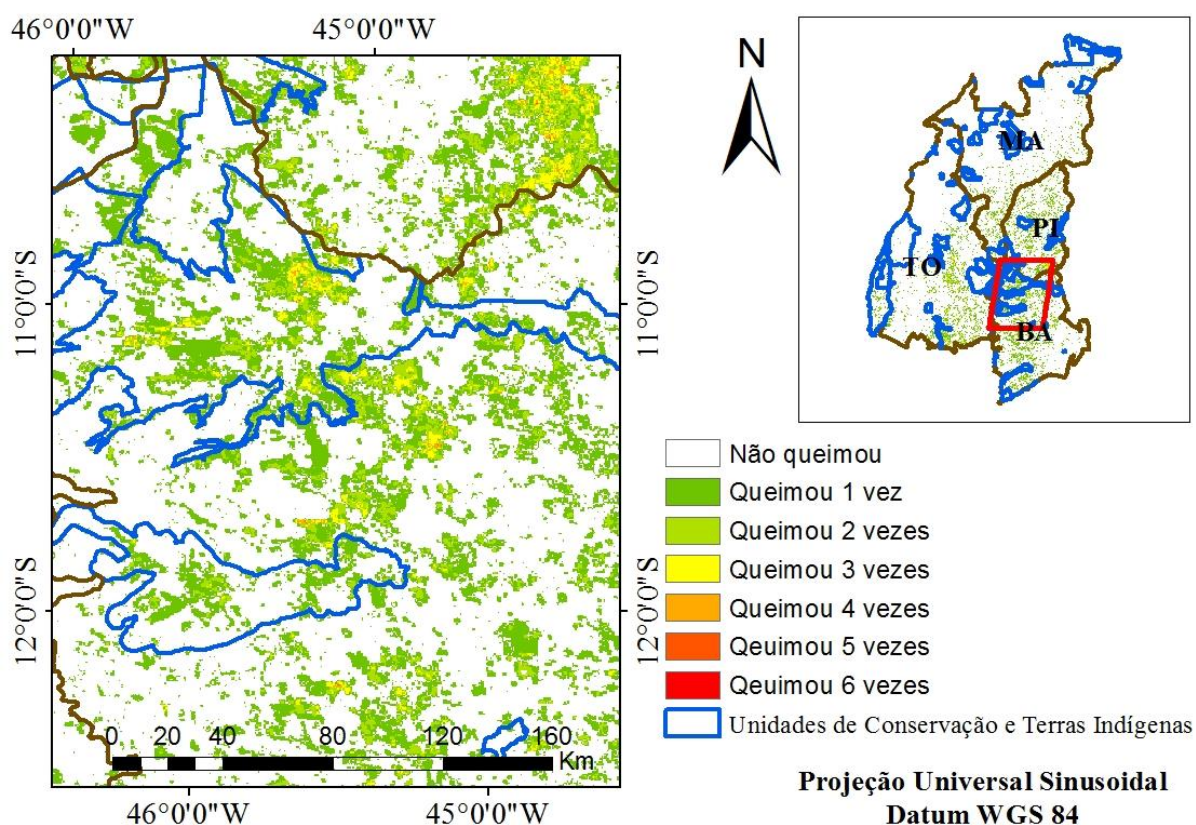 46°0'0"W
45°0'0"W
11°0'0"S
12°0'0"S
0 20 40 80 120 160
Km
46°0'0"W
45°0'0"W
11°0'0"S
12°0'0"S
N
MA
PI
TO
BA
Não queimou
Queimou 1 vez
Queimou 2 vezes
Queimou 3 vezes
Queimou 4 vezes
Qeuimou 5 vezes
Qeuimou 6 vezes
Unidades de Conservação e Terras Indígenas
Projeção Universal Sinusoidal
Datum WGS 84